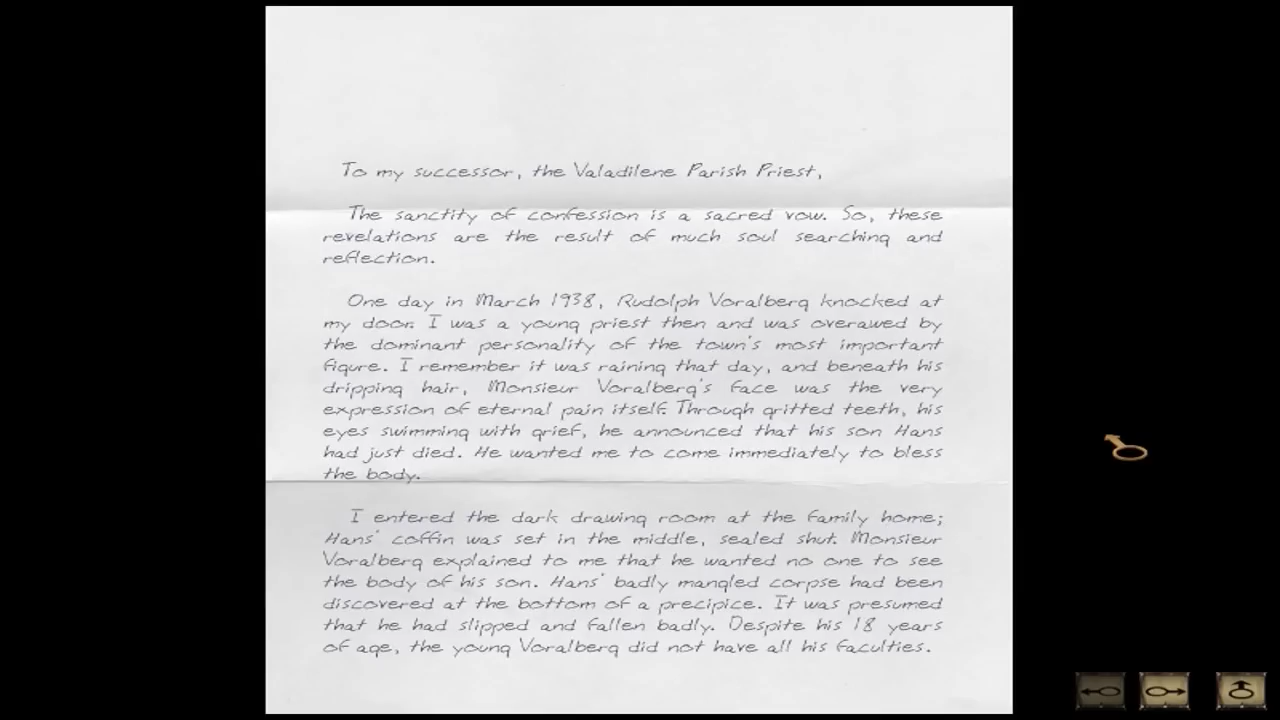 To my successor, the Valadilene Parish Priest,
The sanctity of confession is a sacred vow. So, these
revelations are the result of much soul searching and
reflection.
One day in March 1938, Rudolph Voralberg knocked at
my door. I was a young priest then and was overawed by
the dominant personality of the town's most important
figure. I remember it was raining that day, and beneath his
dripping hair, Monsieur Voralberg's face was the very
expression of eternal pain itself. Through gritted teeth, his
eyes swimming with grief, he announced that his son Hans
had just died. He wanted me to come immediately to bless
the body.
I entered the dark drawing room at the family home;
Hans' coffin was set in the middle, sealed shut. Monsieur
Voralberg explained to me that he wanted no one to see
the body of his son. Hans' badly mangled corpse had been
discovered at the bottom of a precipice. It was presumed
that he had slipped and fallen badly. Despite his 18 years
of age, the young Voralberg did not have all his faculties.